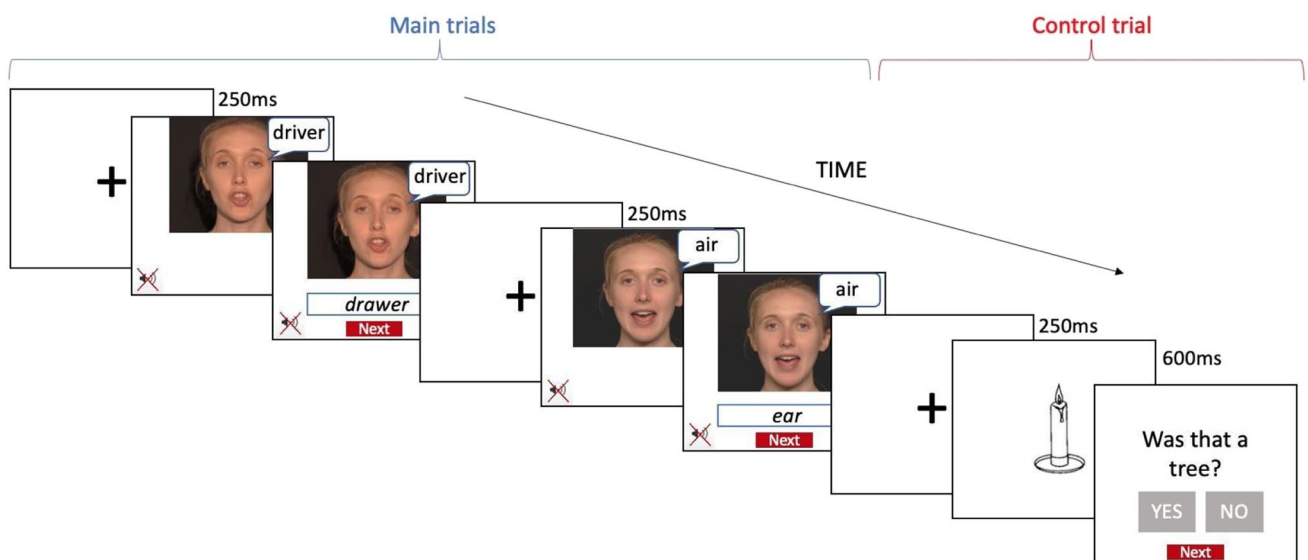 Main trials
Control trial
250ms
driver
driver
drawer
Next
TIME
250ms
air
air
ear
Next
250ms
600ms
Was that a
tree?
YES NO
Next